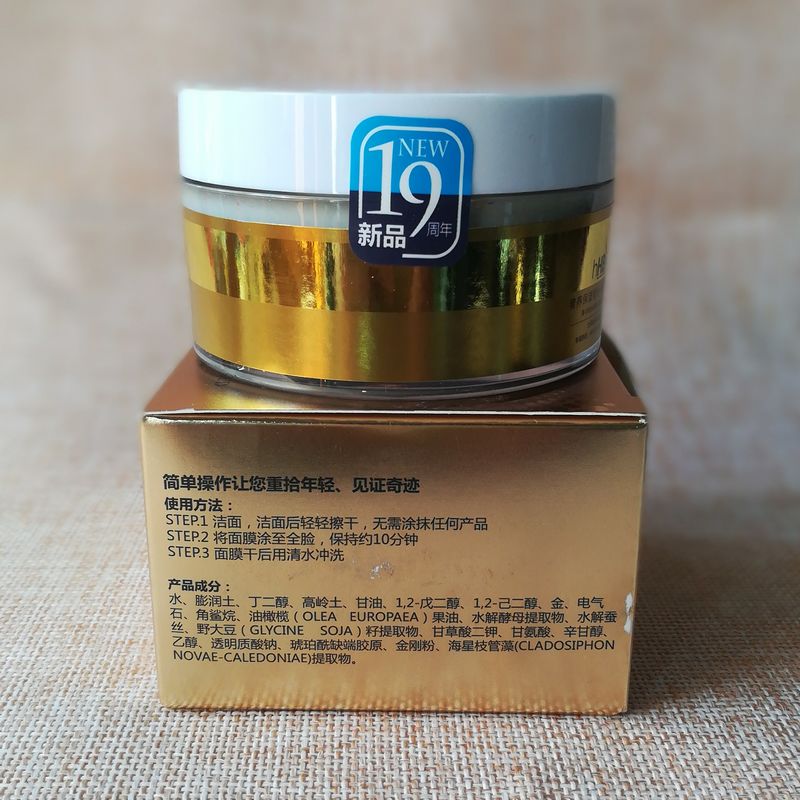 NEW
19
新品 周年
简单操作让您重拾年轻、见证奇迹
使用方法：
STEP.1 洁面，洁面后轻轻擦干，无需涂抹任何产品
STEP.2 将面膜涂至全脸，保持约10分钟
STEP.3 面膜干后用清水冲洗
产品成分：
水、膨润土、丁二醇、高岭土、甘油、1,2-戊二醇、1,2-己二醇、金、电气
石、角鲨烷、油橄榄（OLEA EUROPAEA）果油、水解酵母提取物、水解蚕
丝、野大豆（GLYCINE SOJA）籽提取物、甘草酸二钾、甘氨酸、辛甘醇、
乙醇、透明质酸钠、琥珀酰缺端胶原、金刚粉、海星枝管藻(CLADOSIPHON
NOVAE-CALEDONIAE)提取物。